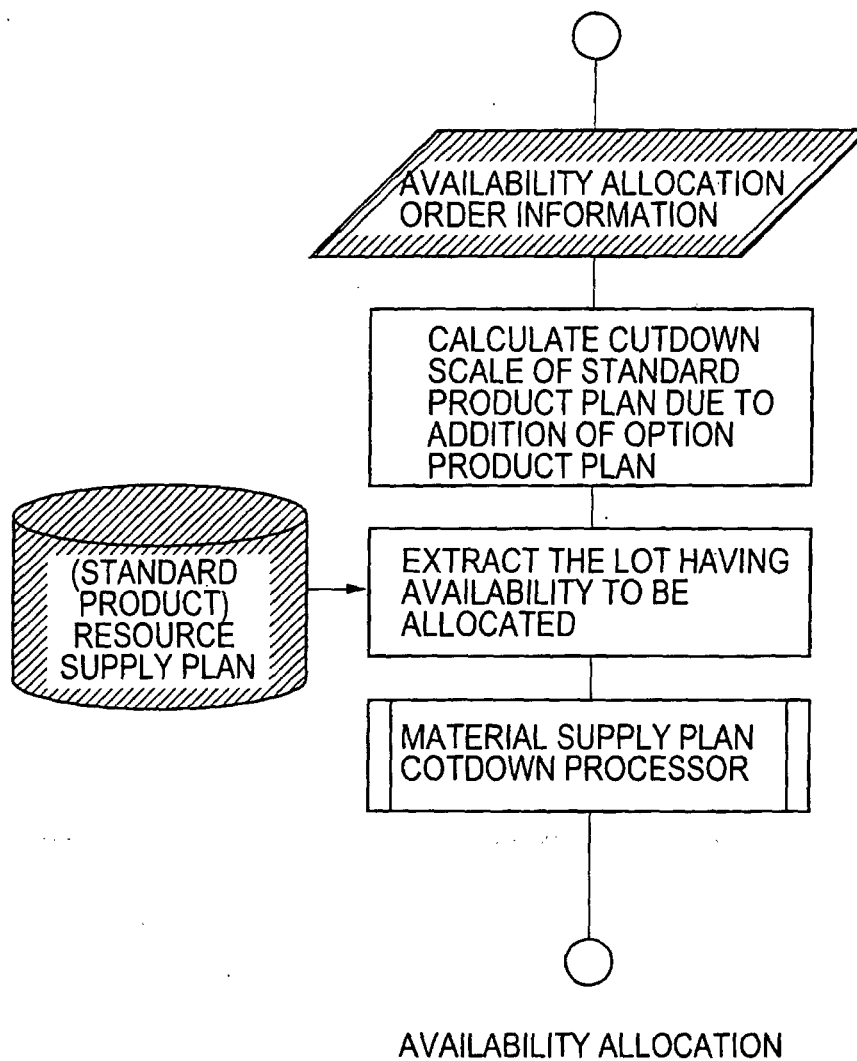 AVAILABILITY ALLOCATION
ORDER INFORMATION
CALCULATE CUTDOWN
SCALE OF STANDARD
PRODUCT PLAN DUE TO
ADDITION OF OPTION
PRODUCT PLAN
(STANDARD
PRODUCT)
RESOURCE
SUPPLY PLAN
EXTRACT THE LOT HAVING
AVAILABILITY TO BE
ALLOCATED
MATERIAL SUPPLY PLAN
COTDOWN PROCESSOR
AVAILABILITY ALLOCATION